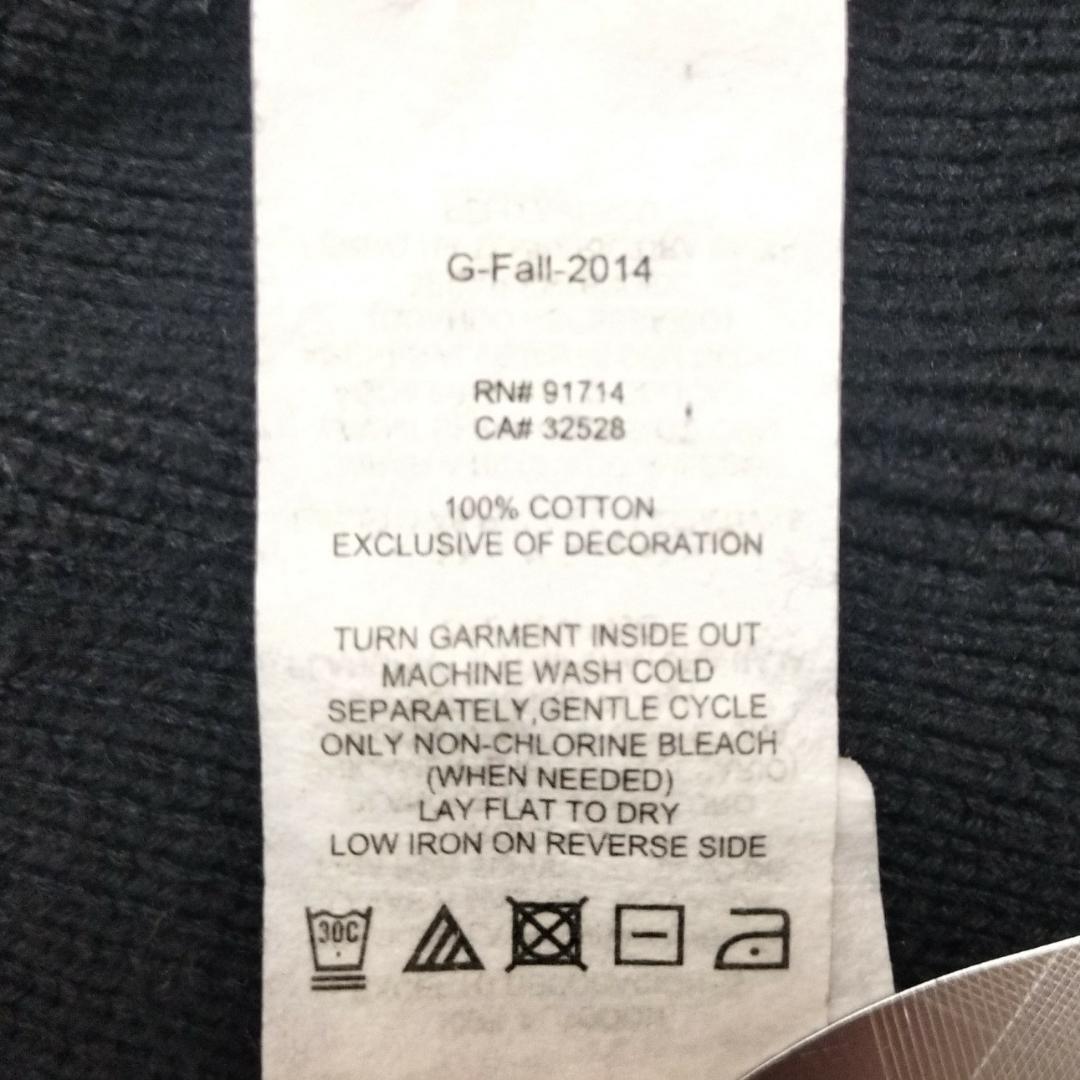 G-Fall-2014
RN# 91714
CA# 32528
100% COTTON
EXCLUSIVE OF DECORATION
TURN GARMENT INSIDE OUT
MACHINE WASH COLD
SEPARATELY,GENTLE CYCLE
ONLY NON-CHLORINE BLEACH
(WHEN NEEDED)
LAY FLAT TO DRY
LOW IRON ON REVERSE SIDE
30C